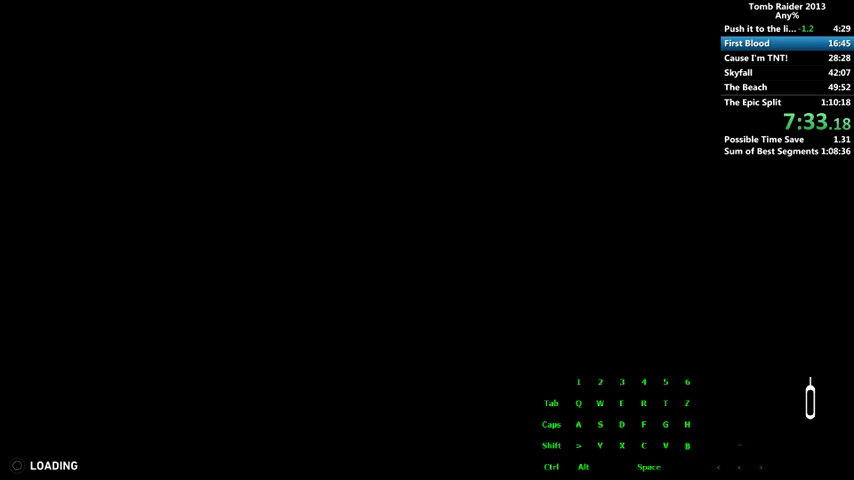 Tomb Raider 2013
Any%
Push it to the li... -1.2 4:29
First Blood 16:45
Cause I'm TNT! 28:28
Skyfall 42:07
The Beach 49:52
The Epic Split 1:10:18
7:33.18
Possible Time Save 1.31
Sum of Best Segments 1:08:36
1 2 3 4 5 6
Tab Q W E R T Z
Caps A S D F G H
Shift > Y X C V B
Ctrl Alt Space
LOADING